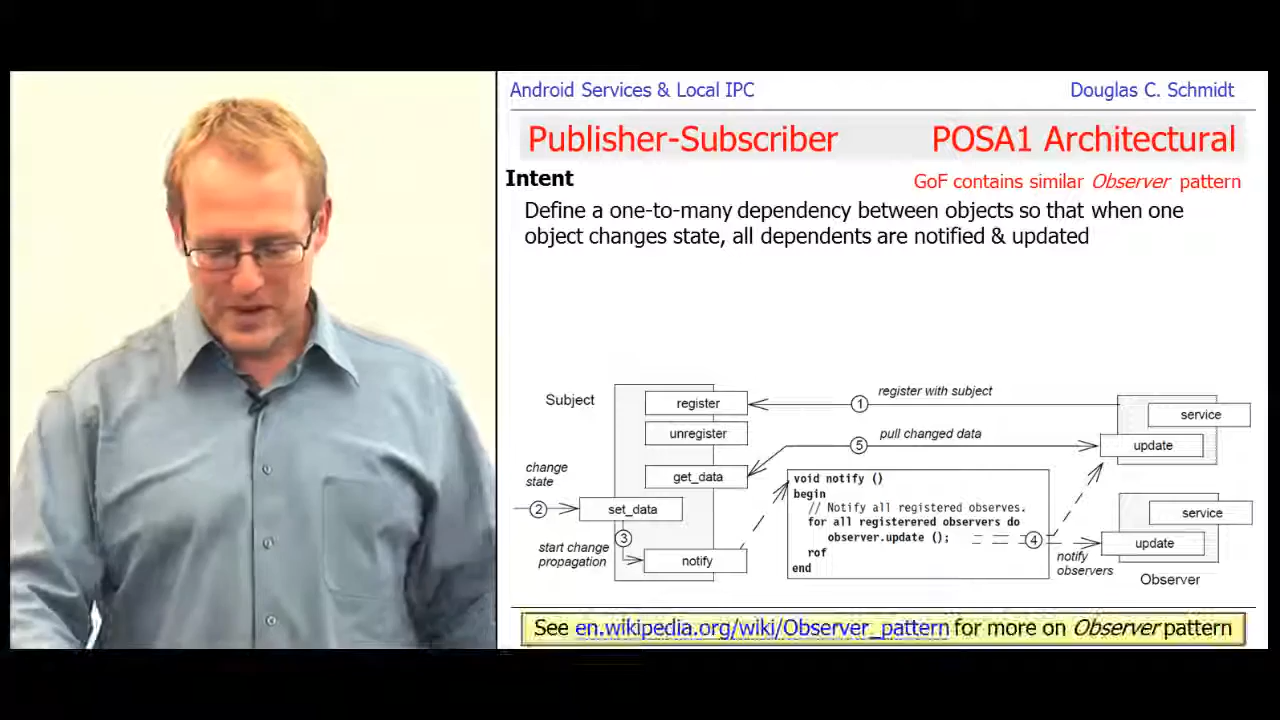 Android Services & Local IPC
Douglas C. Schmidt
Publisher-Subscriber
POSA1 Architectural
Intent
GoF contains similar Observer pattern
Define a one-to-many dependency between objects so that when one
object changes state, all dependents are notified & updated
Subject
register
unregister
get_data
set_data
notify
change
state
2
3
start change
propagation
1
register with subject
5
pull changed data
void notify ()
begin
// Notify all registered observes.
for all registerered observers do
observer.update ();
rof
end
4
notify
observers
service
update
service
update
Observer
See en.wikipedia.org/wiki/Observer_pattern for more on Observer pattern